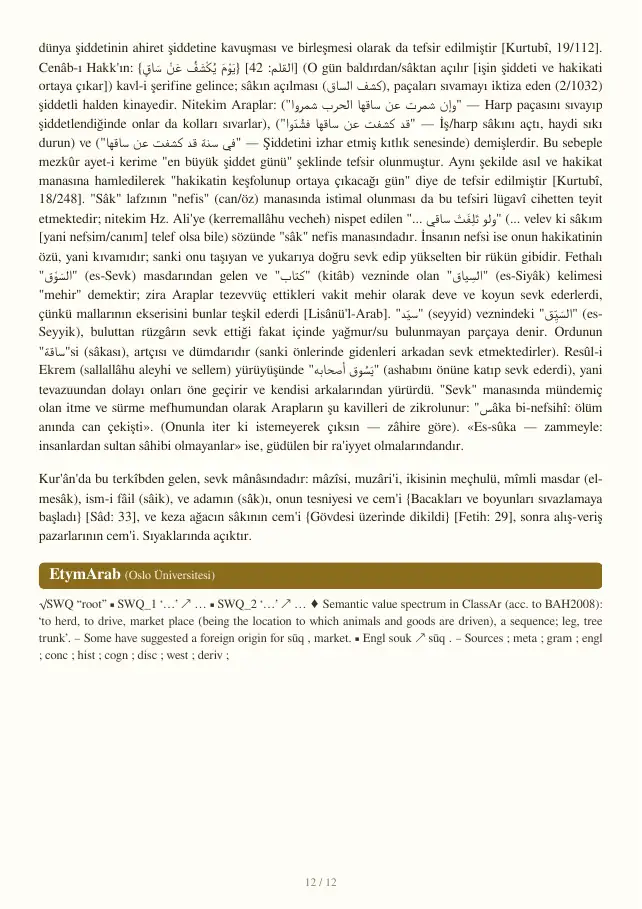 dünya şiddetinin ahiret şiddetine kavuşması ve birleşmesi olarak da tefsir edilmiştir [Kurtubî, 19/112].
Cenâb-ı Hakk'ın: {يَوْمَ يُكْشَفُ عَنْ سَاقٍ} [القلم: 42] (O gün baldırdan/sâktan açılır [işin şiddeti ve hakikati
ortaya çıkar]) kavl-i şerifine gelince; sâkın açılması (كشف الساق), paçaları sıvamayı iktiza eden (2/1032)
şiddetli halden kinayedir. Nitekim Araplar: ("وإن شمرت عن ساقها الحرب شمروا" — Harp paçasını sıvayıp
şiddetlendiğinde onlar da kolları sıvarlar), ("قد كشفت عن ساقها فشُدّوا" — İş/harp sâkını açtı, haydi sıkı
durun) ve ("في سنة قد كشفت عن ساقها" — Şiddetini izhar etmiş kıtlık senesinde) demişlerdir. Bu sebeple
mezkûr ayet-i kerime "en büyük şiddet günü" şeklinde tefsir olunmuştur. Aynı şekilde asıl ve hakikat
manasına hamledilerek "hakikatin keşfolunup ortaya çıkacağı gün" diye de tefsir edilmiştir [Kurtubî,
18/248]. "Sâk" lafzının "nefis" (can/öz) manasında istimal olunması da bu tefsiri lügavî cihetten teyit
etmektedir; nitekim Hz. Ali'ye (kerremallâhu vecheh) nispet edilen "... ولو تَلِفَتْ ساقي" (... velev ki sâkım
[yani nefsim/canım] telef olsa bile) sözünde "sâk" nefis manasındadır. İnsanın nefsi ise onun hakikatinin
özü, yani kıvamıdır; sanki onu taşıyan ve yukarıya doğru sevk edip yükselten bir rükün gibidir. Fethalı
"السَوْق" (es-Sevk) masdarından gelen ve "كتاب" (kitâb) vezninde olan "السِياق" (es-Siyâk) kelimesi
"mehir" demektir; zira Araplar tezevvüç ettikleri vakit mehir olarak deve ve koyun sevk ederlerdi,
çünkü mallarının ekserisini bunlar teşkil ederdi [Lisânü'l-Arab]. "سيّد" (seyyid) veznindeki "السَيِّق" (es-
Seyyik), buluttan rüzgârın sevk ettiği fakat içinde yağmur/su bulunmayan parçaya denir. Ordunun
"ساقة"si (sâkası), artçısı ve dümdarıdır (sanki önlerinde gidenleri arkadan sevk etmektedirler). Resûl-i
Ekrem (sallallâhu aleyhi ve sellem) yürüyüşünde "يَسُوق أصحابه" (ashabını önüne katıp sevk ederdi), yani
tevazuundan dolayı onları öne geçirir ve kendisi arkalarından yürürdü. "Sevk" manasında mündemiç
olan itme ve sürme mefhumundan olarak Arapların şu kavilleri de zikrolunur: "سâka bi-nefsihî: ölüm
anında can çekişti». (Onunla iter ki istemeyerek çıksın — zâhire göre). «Es-sûka — zammeyle:
insanlardan sultan sâhibi olmayanlar» ise, güdülen bir ra'iyyet olmalarındandır.
Kur'ân'da bu terkîbden gelen, sevk mânâsınadır: mâzîsi, muzâri'i, ikisinin meçhulü, mîmli masdar (el-
mesâk), ism-i fâil (sâik), ve adamın (sâk)ı, onun tesniyesi ve cem'i {Bacakları ve boyunları sıvazlamaya
başladı} [Sâd: 33], ve keza ağacın sâkının cem'i {Gövdesi üzerinde dikildi} [Fetih: 29], sonra alış-veriş
pazarlarının cem'i. Sıyaklarında açıktır.
EtymArab (Oslo Üniversitesi)
√SWQ “root” ▪ SWQ_1 ‘…’ ↗ … ▪ SWQ_2 ‘…’ ↗ … ♦ Semantic value spectrum in ClassAr (acc. to BAH2008):
‘to herd, to drive, market place (being the location to which animals and goods are driven), a sequence; leg, tree
trunk’. – Some have suggested a foreign origin for sūq , market. ▪ Engl souk ↗ sūq . – Sources ; meta ; gram ; engl
; conc ; hist ; cogn ; disc ; west ; deriv ;
12 / 12